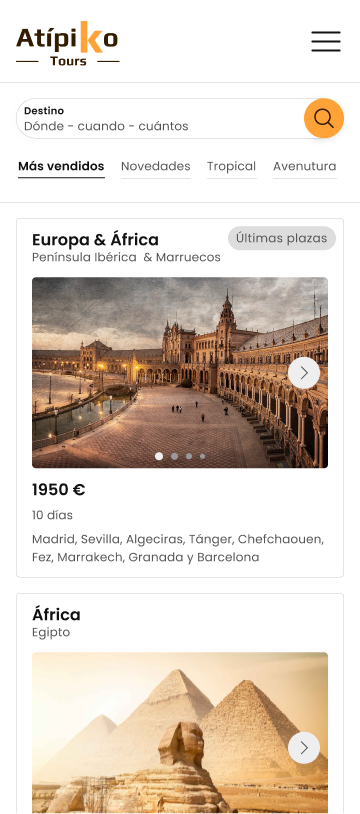 Atípiko
Tours
Destino
Dónde - cuando - cuántos
Más vendidos Novedades Tropical Avenutura
Europa & África
Últimas plazas
Península Ibérica & Marruecos
1950 €
10 días
Madrid, Sevilla, Algeciras, Tánger, Chefchaouen,
Fez, Marrakech, Granada y Barcelona
África
Egipto